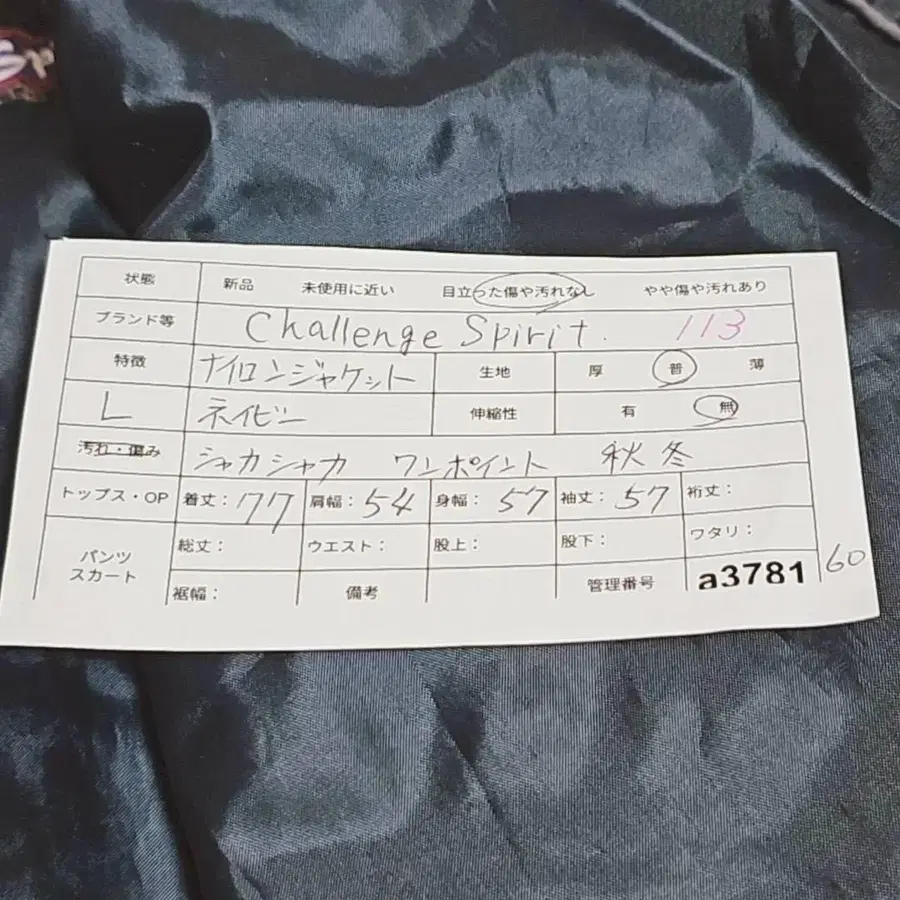 状態 新品 未使用に近い 目立った傷や汚れなし やや傷や汚れあり
ブランド等 Challenge Spirit. 113
特徴 ナイロンジャケット 生地 厚 普 薄
L ネイビー 伸縮性 有 無
汚れ・傷み シャカシャカ ワンポイント 秋冬
トップス・OP 着丈: 77 肩幅: 54 身幅: 57 袖丈: 57 裄丈:
パンツ スカート 総丈: ウエスト: 股上: 股下: ワタリ:
裾幅: 備考 管理番号 a3781 60